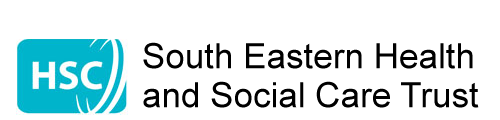 HSC
South Eastern Health
and Social Care Trust